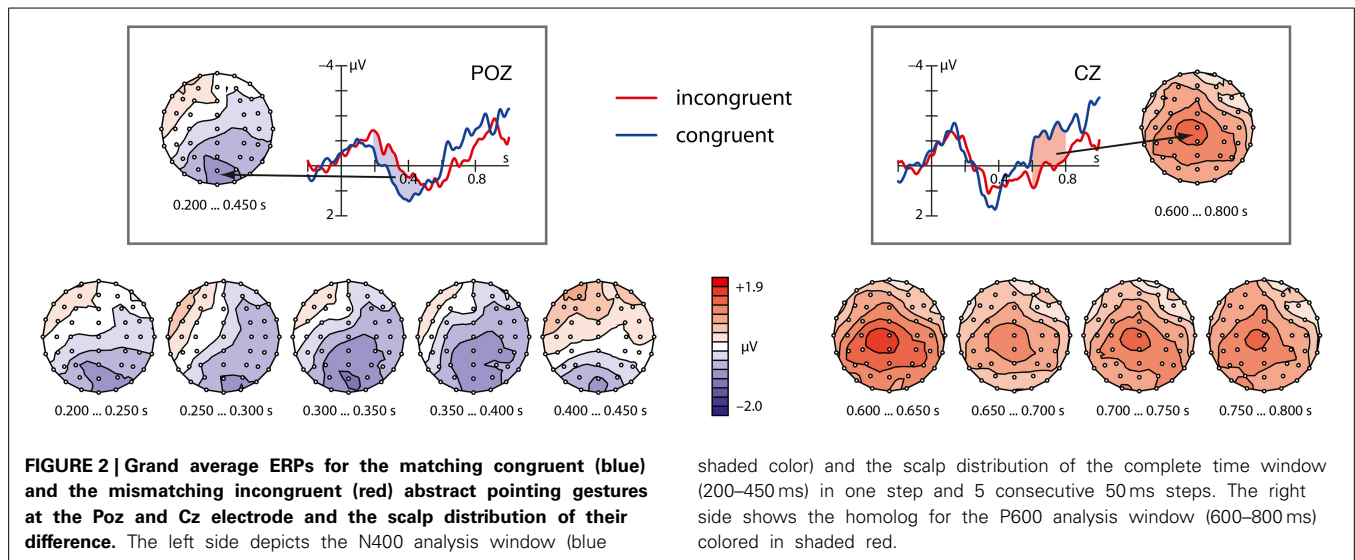 −4
μV
POZ
0.4
0.8
s
2
0.200 ... 0.450 s
incongruent
congruent
−4
μV
CZ
0.4
0.8
s
2
0.600 ... 0.800 s
0.200 ... 0.250 s
0.250 ... 0.300 s
0.300 ... 0.350 s
0.350 ... 0.400 s
0.400 ... 0.450 s
+1.9
μV
−2.0
0.600 ... 0.650 s
0.650 ... 0.700 s
0.700 ... 0.750 s
0.750 ... 0.800 s
FIGURE 2 | Grand average ERPs for the matching congruent (blue)
and the mismatching incongruent (red) abstract pointing gestures
at the Poz and Cz electrode and the scalp distribution of their
difference. The left side depicts the N400 analysis window (blue
shaded color) and the scalp distribution of the complete time window
(200–450 ms) in one step and 5 consecutive 50 ms steps. The right
side shows the homolog for the P600 analysis window (600–800 ms)
colored in shaded red.